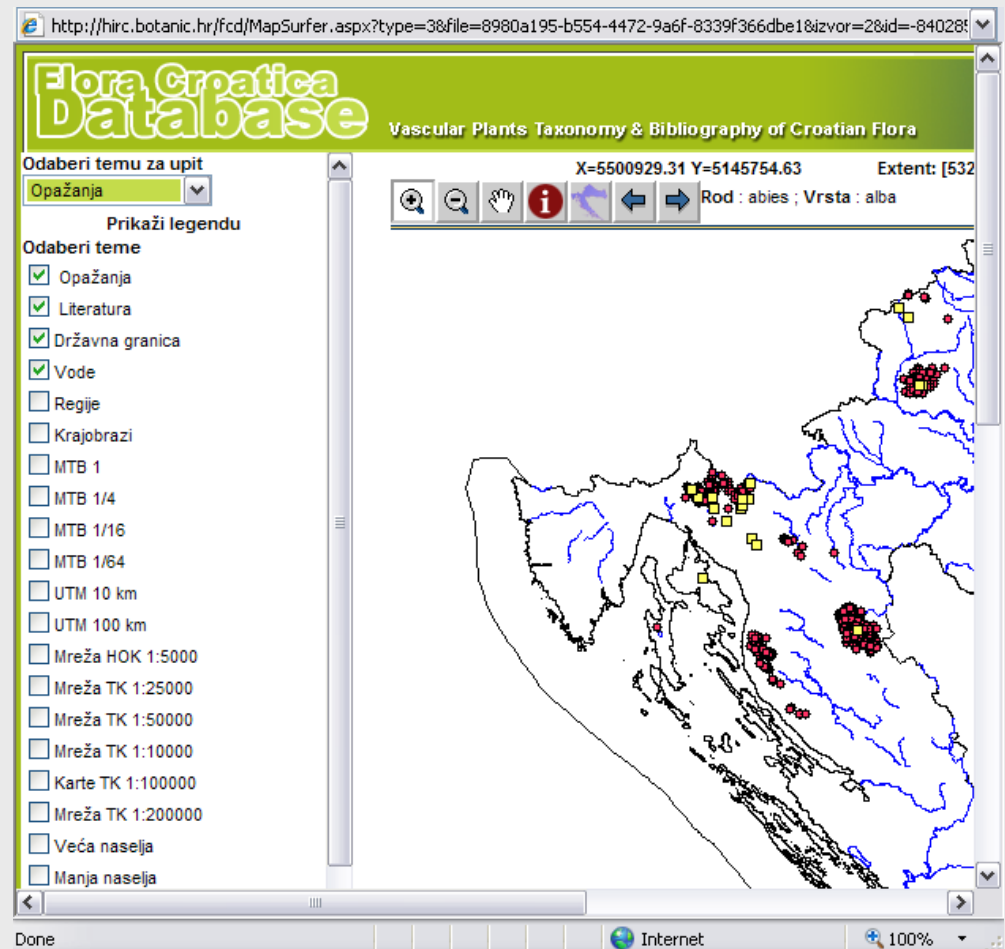 http://hirc.botanic.hr/fcd/MapSurfer.aspx?type=3&file=8980a195-b554-4472-9a6f-8339f366dbe1&izvor=2&id=-840285
Flora Croatica
Database
Vascular Plants Taxonomy & Bibliography of Croatian Flora
Odaberi temu za upit
Opažanja
Prikaži legendu
Odaberi teme
Opažanja
Literatura
Državna granica
Vode
Regije
Krajobrazi
MTB 1
MTB 1/4
MTB 1/16
MTB 1/64
UTM 10 km
UTM 100 km
Mreža HOK 1:5000
Mreža TK 1:25000
Mreža TK 1:50000
Mreža TK 1:10000
Karte TK 1:100000
Mreža TK 1:200000
Veća naselja
Manja naselja
X=5500929.31 Y=5145754.63 Extent: [532
Rod : abies ; Vrsta : alba
Done Internet 100%